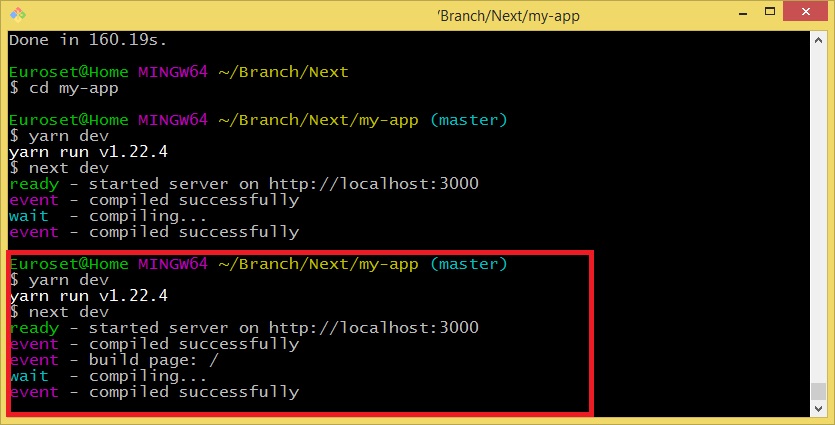 'Branch/Next/my-app
Done in 160.19s.
Euroset@Home MINGW64 ~/Branch/Next
$ cd my-app
Euroset@Home MINGW64 ~/Branch/Next/my-app (master)
$ yarn dev
yarn run v1.22.4
$ next dev
ready - started server on http://localhost:3000
event - compiled successfully
wait  - compiling...
event - compiled successfully
Euroset@Home MINGW64 ~/Branch/Next/my-app (master)
$ yarn dev
yarn run v1.22.4
$ next dev
ready - started server on http://localhost:3000
event - compiled successfully
event - build page: /
wait  - compiling...
event - compiled successfully